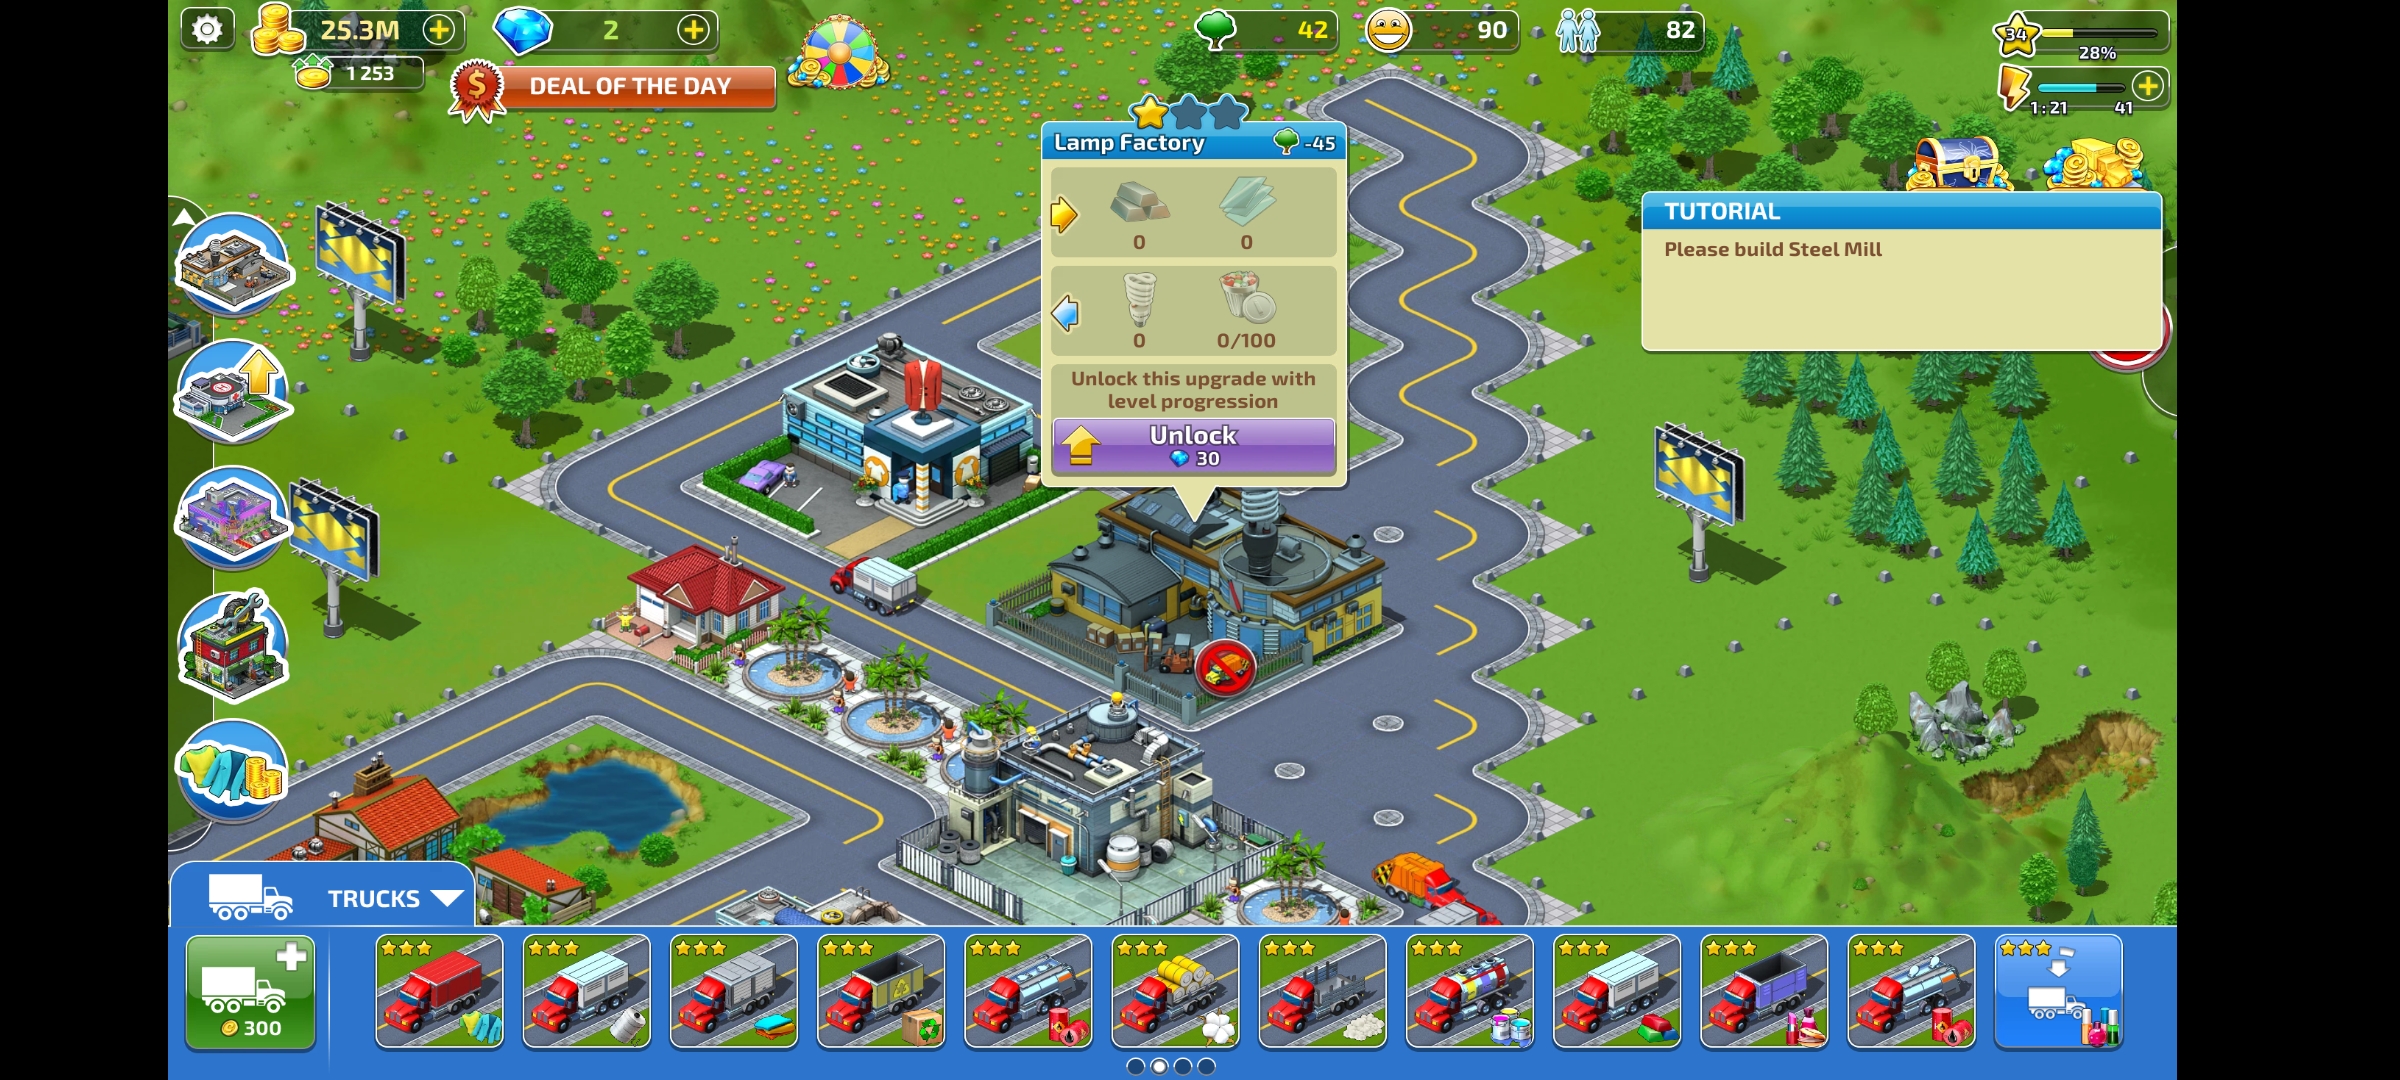 25.3M
2
42
90
82
34
28%
1 253
DEAL OF THE DAY
1:21
41
Lamp Factory
-45
0
0
0
0/100
Unlock this upgrade with
level progression
Unlock
30
TUTORIAL
Please build Steel Mill
TRUCKS
300